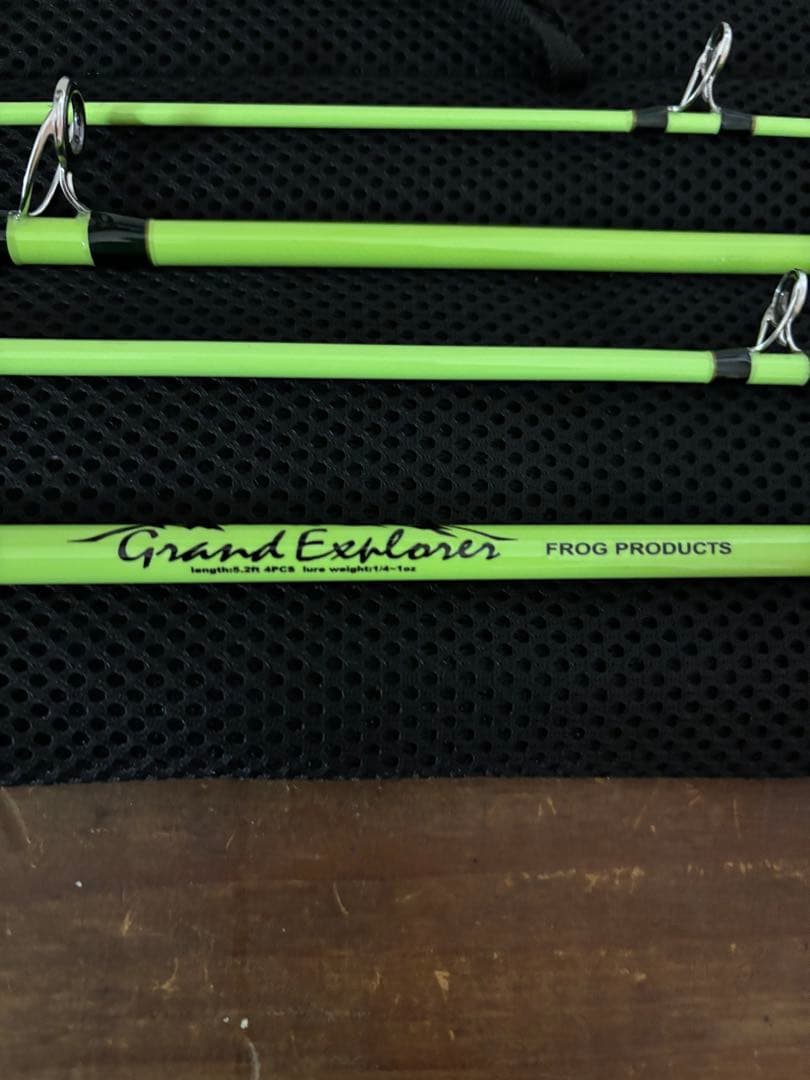 Grand Explorer FROG PRODUCTS
length:5.2ft 4PCS lure weight:1/4~1oz